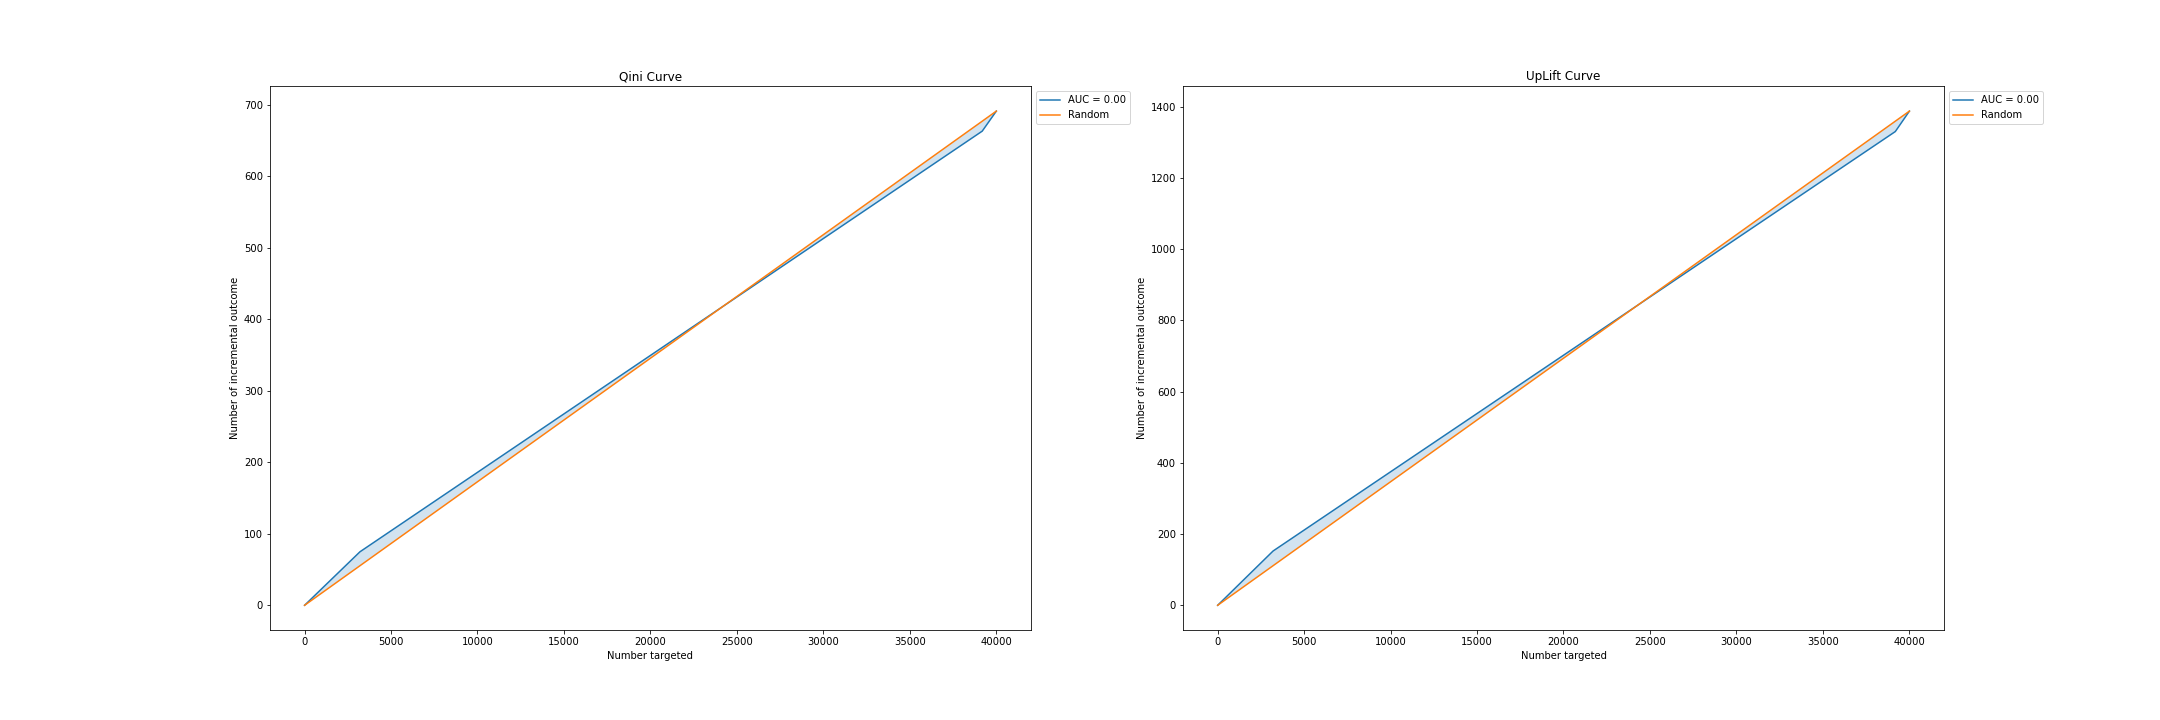 Qini Curve
700
600
500
400
300
200
100
0
Number of incremental outcome
0 5000 10000 15000 20000 25000 30000 35000 40000
Number targeted
AUC = 0.00
Random
UpLift Curve
1400
1200
1000
800
600
400
200
0
Number of incremental outcome
0 5000 10000 15000 20000 25000 30000 35000 40000
Number targeted
AUC = 0.00
Random